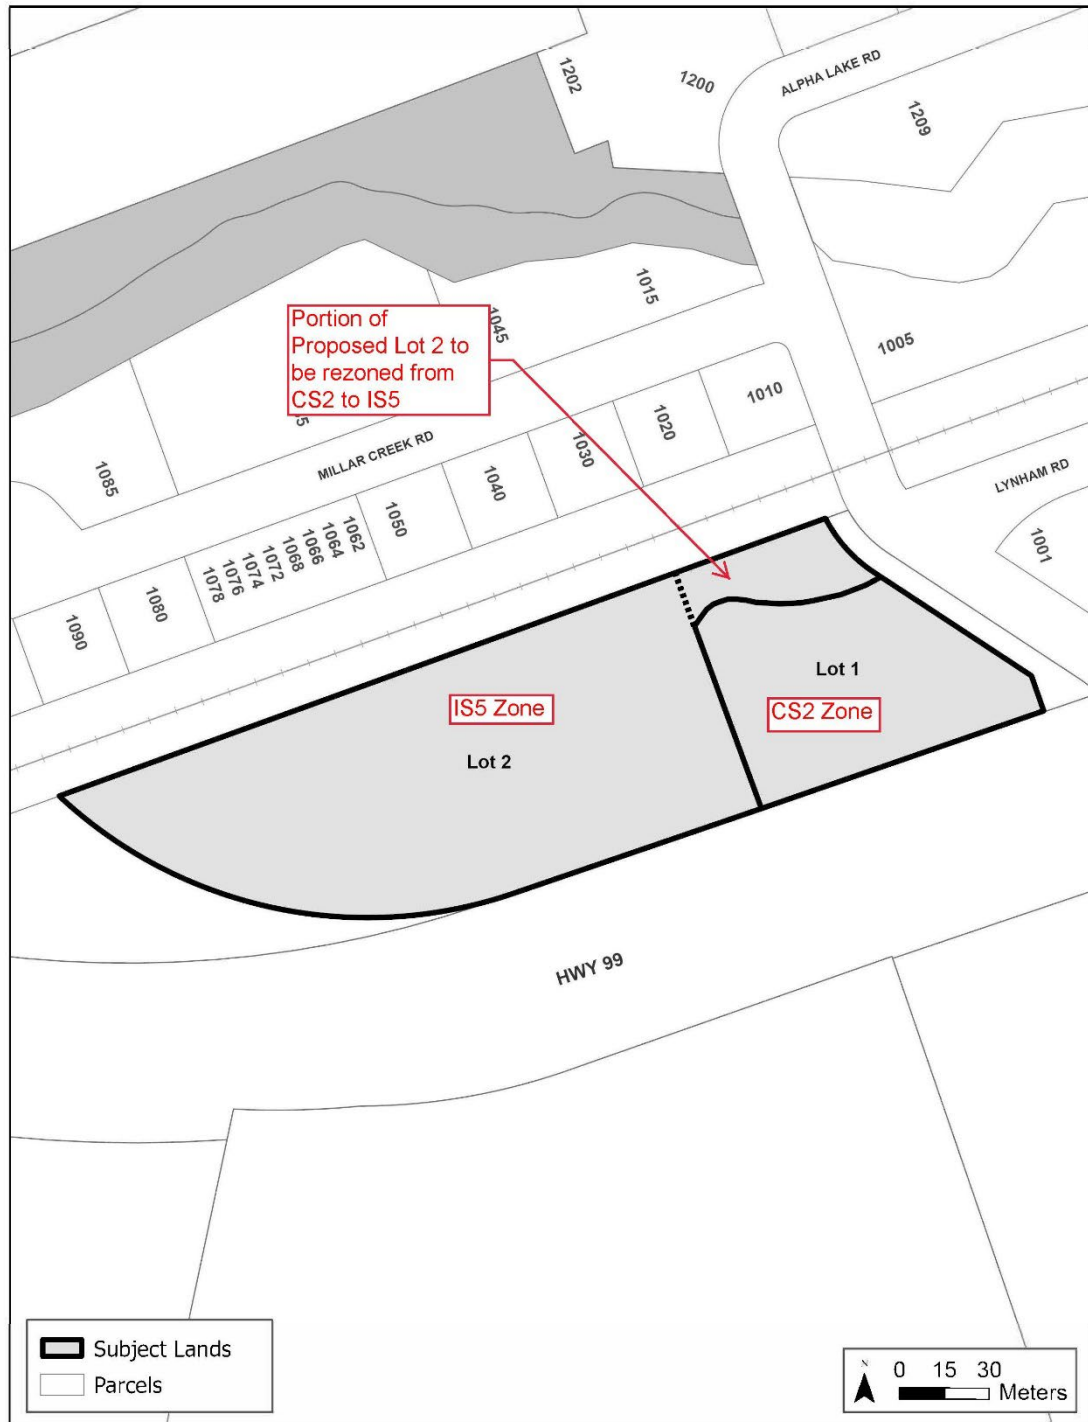 1202
1200
ALPHA LAKE RD
1209
1015
1045
Portion of
Proposed Lot 2 to
be rezoned from
CS2 to IS5
1005
1010
1020
1030
1040
1050
MILLAR CREEK RD
1085
LYNHAM RD
1001
1062
1064
1066
1068
1072
1074
1076
1078
1080
1090
Lot 1
CS2 Zone
IS5 Zone
Lot 2
HWY 99
Subject Lands
Parcels
N
0 15 30
Meters